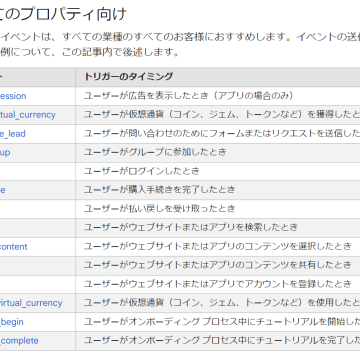 てのプロパティ向け
イベントは、すべての業種のすべてのお客様におすすめします。イベントの送信
例について、この記事内で後述します。
ト トリガーのタイミング
ession ユーザーが広告を表示したとき（アプリの場合のみ）
tual_currency ユーザーが仮想通貨（コイン、ジェム、トークンなど）を獲得したと
e_lead ユーザーが問い合わせのためにフォームまたはリクエストを送信した
up ユーザーがグループに参加したとき
ユーザーがログインしたとき
e ユーザーが購入手続きを完了したとき
ユーザーが払い戻しを受け取ったとき
ユーザーがウェブサイトまたはアプリを検索したとき
content ユーザーがウェブサイトまたはアプリのコンテンツを選択したとき
ユーザーがウェブサイトまたはアプリのコンテンツを共有したとき
ユーザーがウェブサイトまたはアプリでアカウントを登録したとき
virtual_currency ユーザーが仮想通貨（コイン、ジェム、トークンなど）を使用したと
_begin ユーザーがオンボーディング プロセス中にチュートリアルを開始した
_complete ユーザーがオンボーディング プロセス中にチュートリアルを完了した